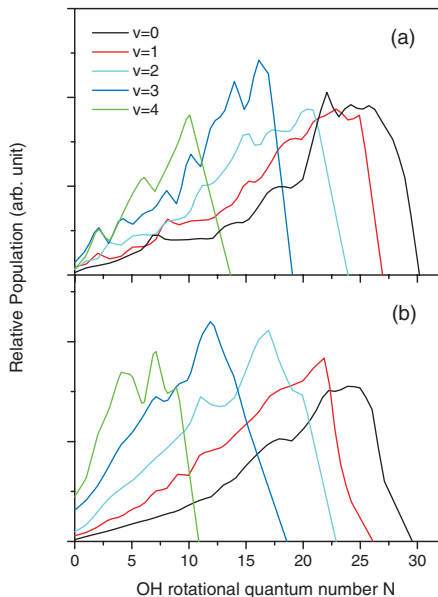 v=0
v=1
v=2
v=3
v=4
(a)
(b)
Relative Population (arb. unit)
0 5 10 15 20 25 30
OH rotational quantum number N